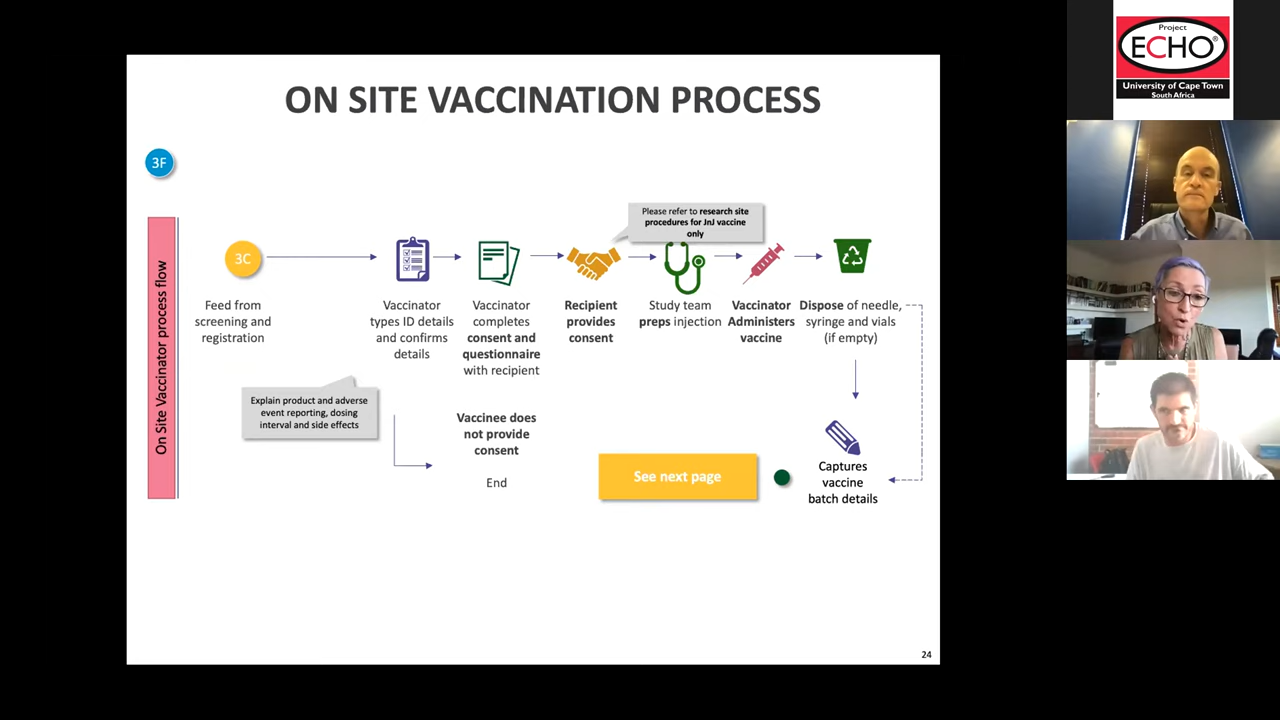 ON SITE VACCINATION PROCESS
3F
On Site Vaccinator process flow
3C
Feed from
screening and
registration
Vaccinator
types ID details
and confirms
details
Explain product and adverse
event reporting, dosing
interval and side effects
Vaccinator
completes
consent and
questionnaire
with recipient
Vaccinee does
not provide
consent
End
Recipient
provides
consent
Please refer to research site
procedures for JnJ vaccine
only
Study team
preps injection
Vaccinator
Administers
vaccine
Dispose of needle,
syringe and vials
(if empty)
Captures
vaccine
batch details
See next page
24
Project
ECHO®
University of Cape Town
South Africa